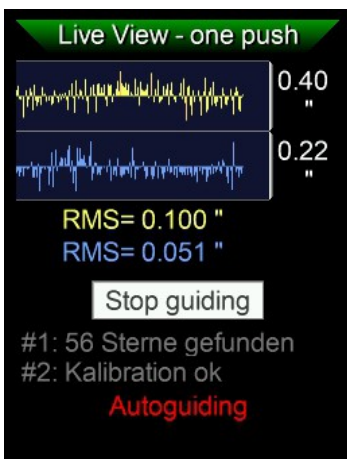 Live View - one push
0.40
"
0.22
"
RMS= 0.100 "
RMS= 0.051 "
Stop guiding
#1: 56 Sterne gefunden
#2: Kalibration ok
Autoguiding